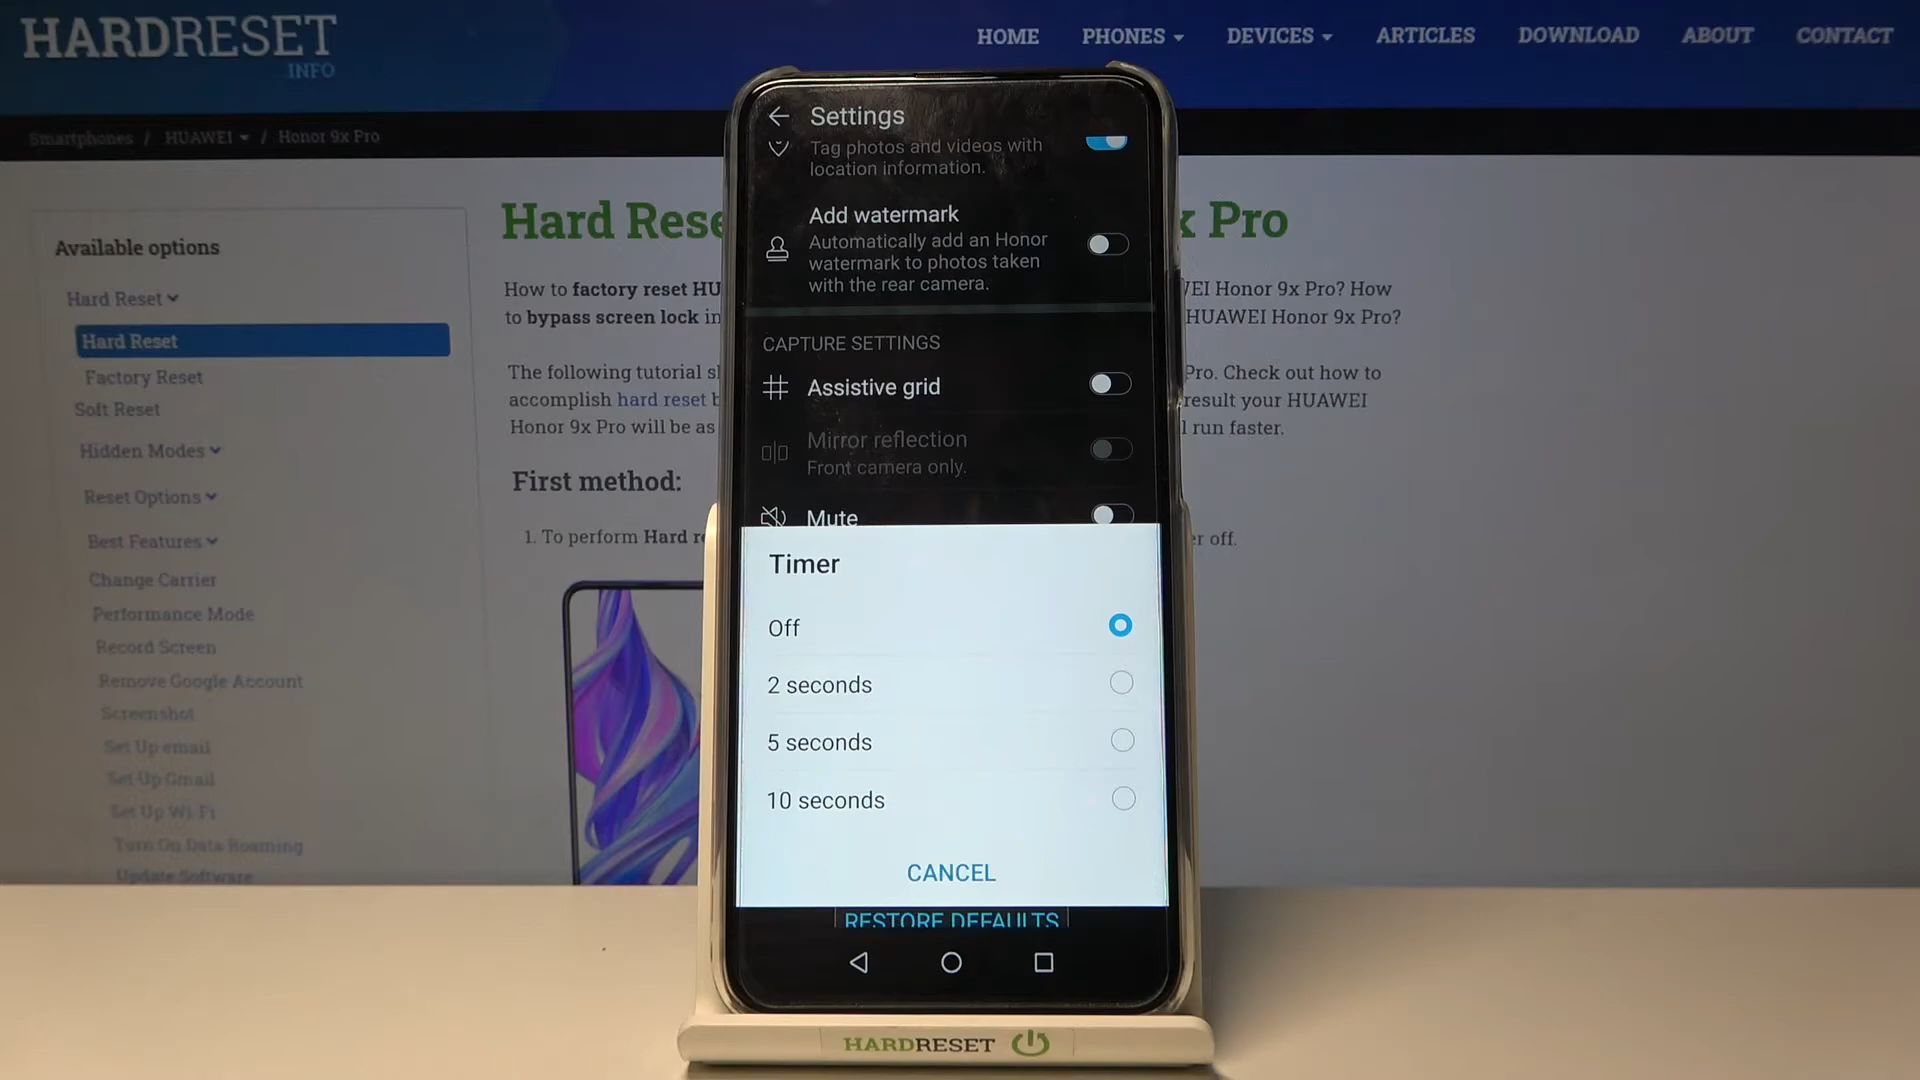 HARDRESET
.INFO
HOME PHONES DEVICES ARTICLES DOWNLOAD ABOUT CONTACT
Smartphones / HUAWEI / Honor 9x Pro
Available options
Hard Reset
Hard Reset
Factory Reset
Soft Reset
Hidden Modes
Reset Options
Best Features
Change Carrier
Performance Mode
Record Screen
Remove Google Account
Screenshot
Set Up email
Set Up Gmail
Set Up Wi-Fi
Turn On Data Roaming
Update Software
Hard Rese x Pro
How to factory reset HU EI Honor 9x Pro? How
to bypass screen lock in HUAWEI Honor 9x Pro?
The following tutorial s Pro. Check out how to
accomplish hard reset b result your HUAWEI
Honor 9x Pro will be as l run faster.
First method:
1. To perform Hard re er off.
Settings
Tag photos and videos with
location information.
Add watermark
Automatically add an Honor
watermark to photos taken
with the rear camera.
CAPTURE SETTINGS
Assistive grid
Mirror reflection
Front camera only.
Mute
Timer
Off
2 seconds
5 seconds
10 seconds
CANCEL
RESTORE DEFAULTS
HARDRESET